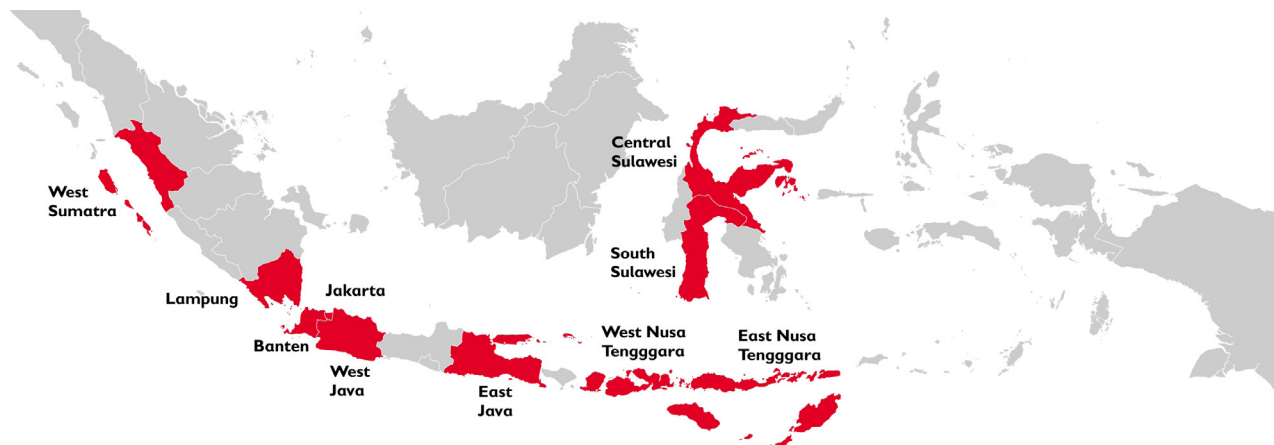 Central
Sulawesi
West
Sumatra
South
Sulawesi
Lampung
Jakarta
Banten
West
Java
East
Java
West Nusa
Tengggara
East Nusa
Tengggara